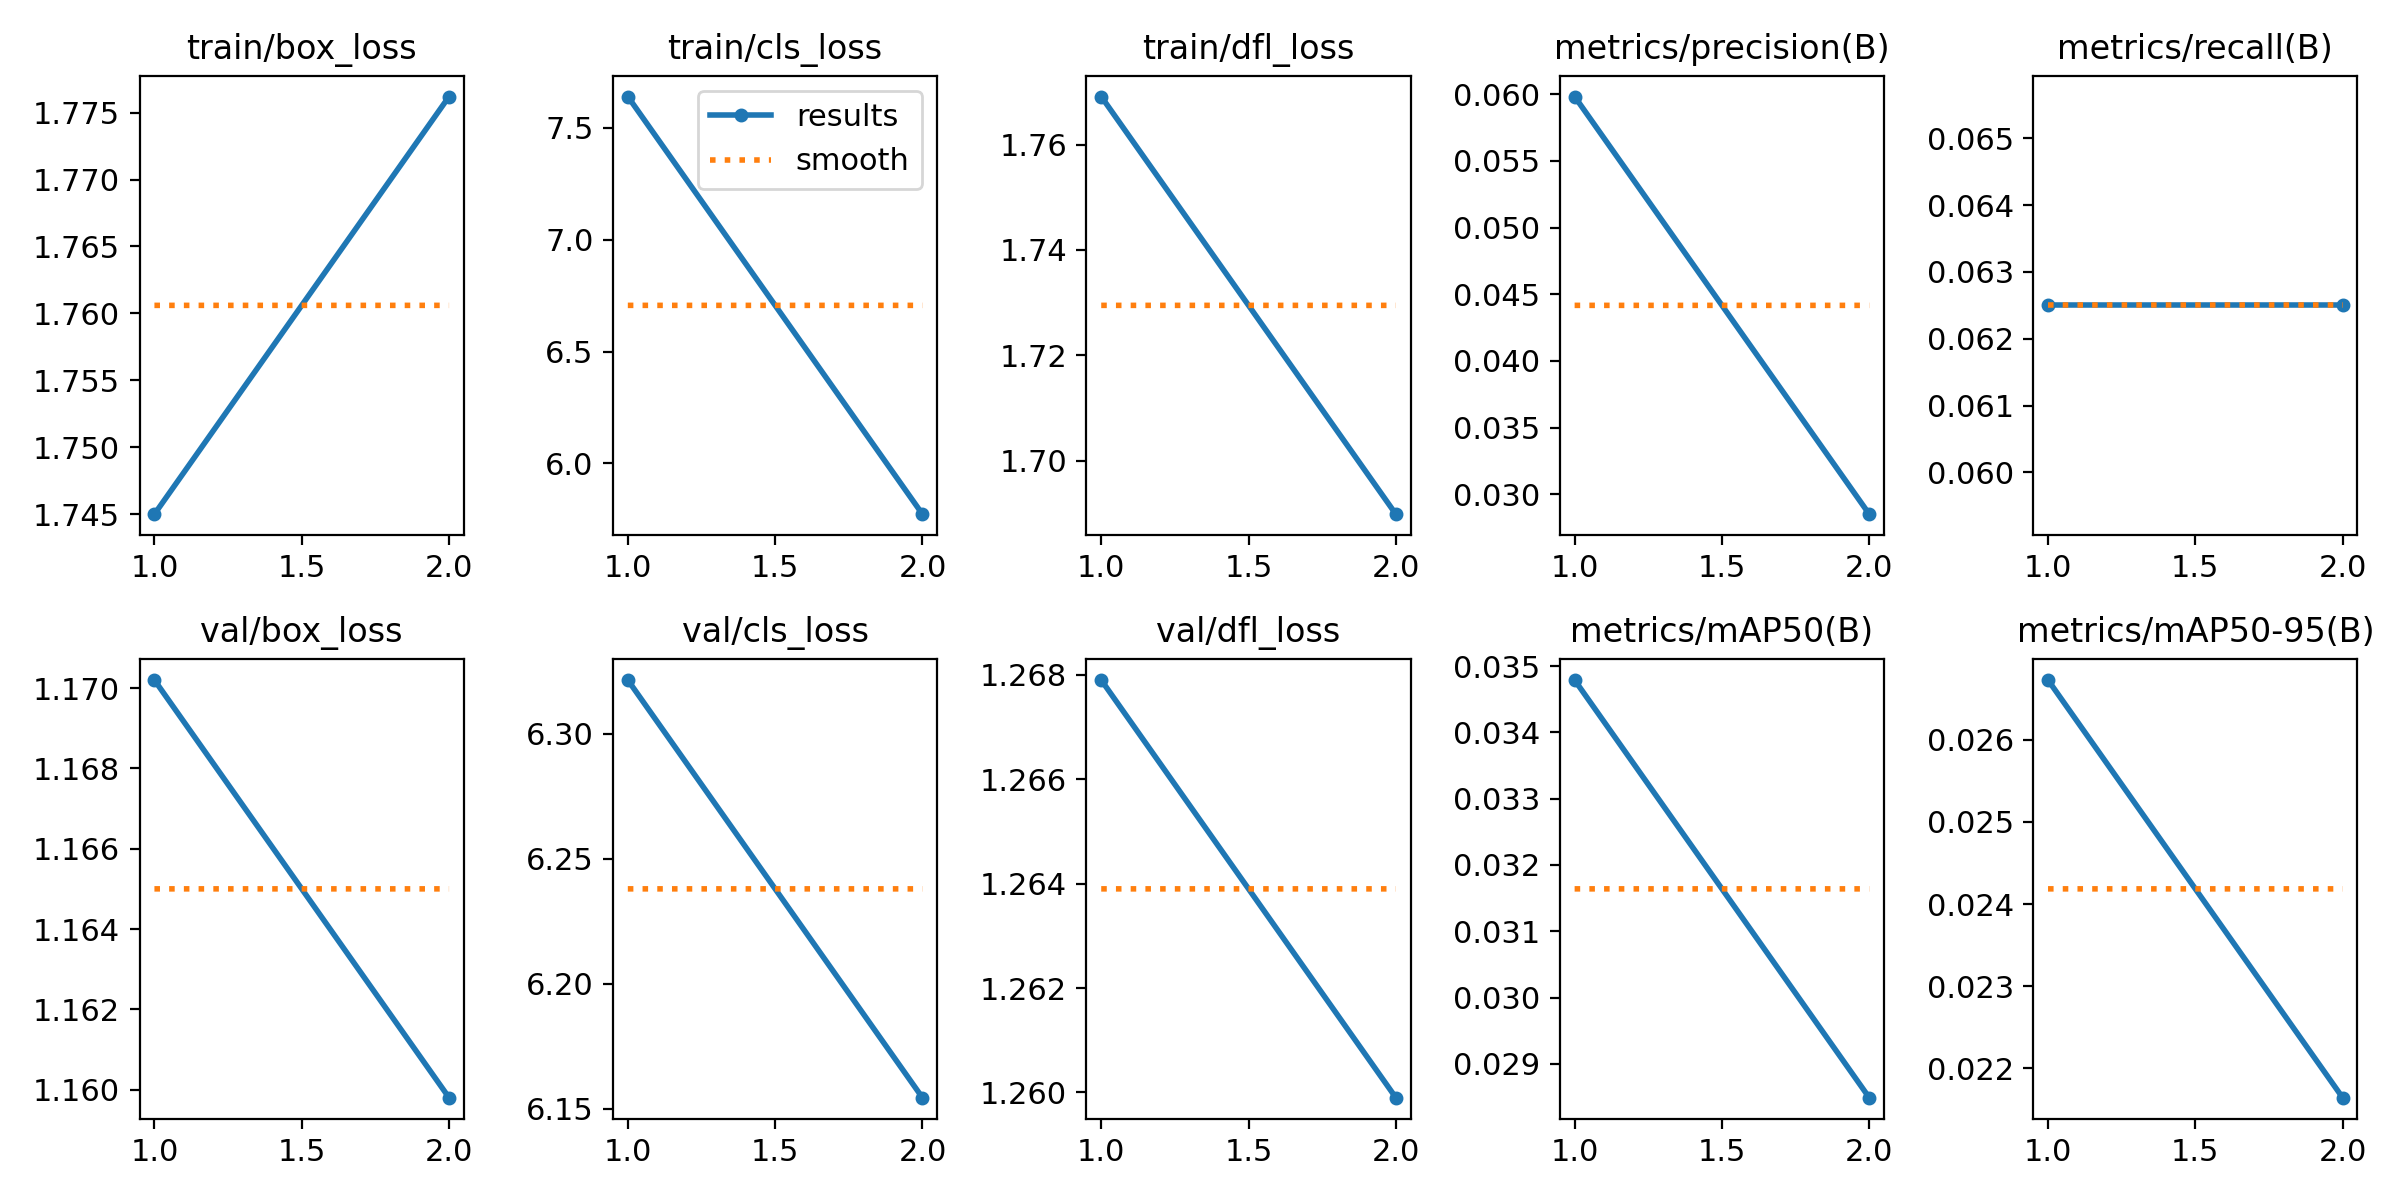 train/box_loss
1.775
1.770
1.765
1.760
1.755
1.750
1.745
1.0 1.5 2.0
train/cls_loss
results
smooth
7.5
7.0
6.5
6.0
1.0 1.5 2.0
train/dfl_loss
1.76
1.74
1.72
1.70
1.0 1.5 2.0
metrics/precision(B)
0.060
0.055
0.050
0.045
0.040
0.035
0.030
1.0 1.5 2.0
metrics/recall(B)
0.065
0.064
0.063
0.062
0.061
0.060
1.0 1.5 2.0
val/box_loss
1.170
1.168
1.166
1.164
1.162
1.160
1.0 1.5 2.0
val/cls_loss
6.30
6.25
6.20
6.15
1.0 1.5 2.0
val/dfl_loss
1.268
1.266
1.264
1.262
1.260
1.0 1.5 2.0
metrics/mAP50(B)
0.035
0.034
0.033
0.032
0.031
0.030
0.029
1.0 1.5 2.0
metrics/mAP50-95(B)
0.026
0.025
0.024
0.023
0.022
1.0 1.5 2.0